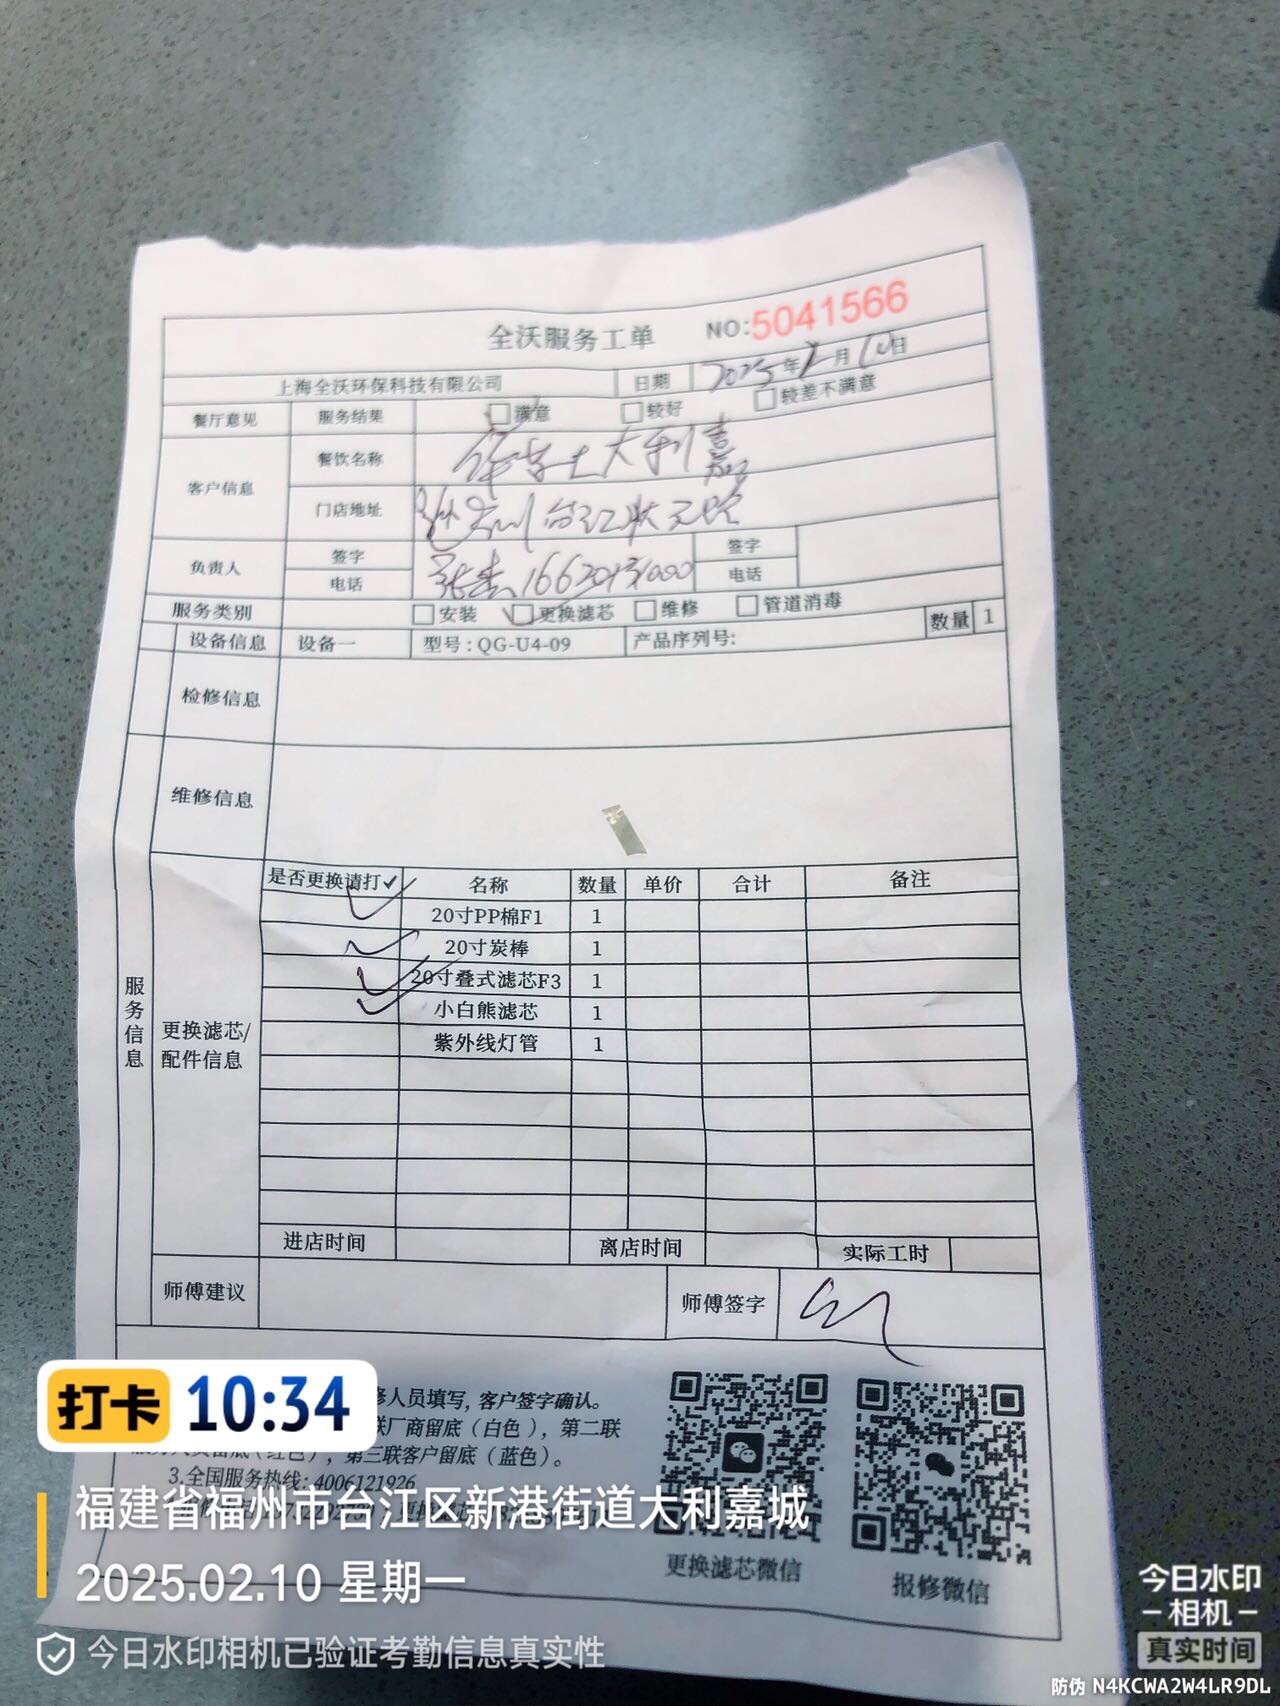 全沃服务工单 NO:5041566
上海全沃环保科技有限公司 日期 2025年2月10日
餐厅意见 服务结果 满意 较好 较差不满意
客户信息 餐饮名称 华莱士大利嘉
门店地址 台江状元
负责人 签字 签字
电话 电话
服务类别 安装 更换滤芯 维修 管道消毒
设备信息 设备一 型号:QG-U4-09 产品序列号: 数量 1
检修信息
维修信息
服务信息
更换滤芯/
配件信息
是否更换请打✓ 名称 数量 单价 合计 备注
✓ 20寸PP棉F1 1
✓ 20寸炭棒 1
✓ 20寸叠式滤芯F3 1
✓ 小白熊滤芯 1
紫外线灯管 1
进店时间 离店时间 实际工时
师傅建议 师傅签字
修人员填写,客户签字确认。
联厂商留底(白色),第二联
留底(红色),第三联客户留底(蓝色)。
3.全国服务热线:4006121926
更换滤芯微信 报修微信
打卡 10:34
福建省福州市台江区新港街道大利嘉城
2025.02.10 星期一
今日水印相机已验证考勤信息真实性
今日水印
相机
真实时间
防伪 N4KCWA2W4LR9DL